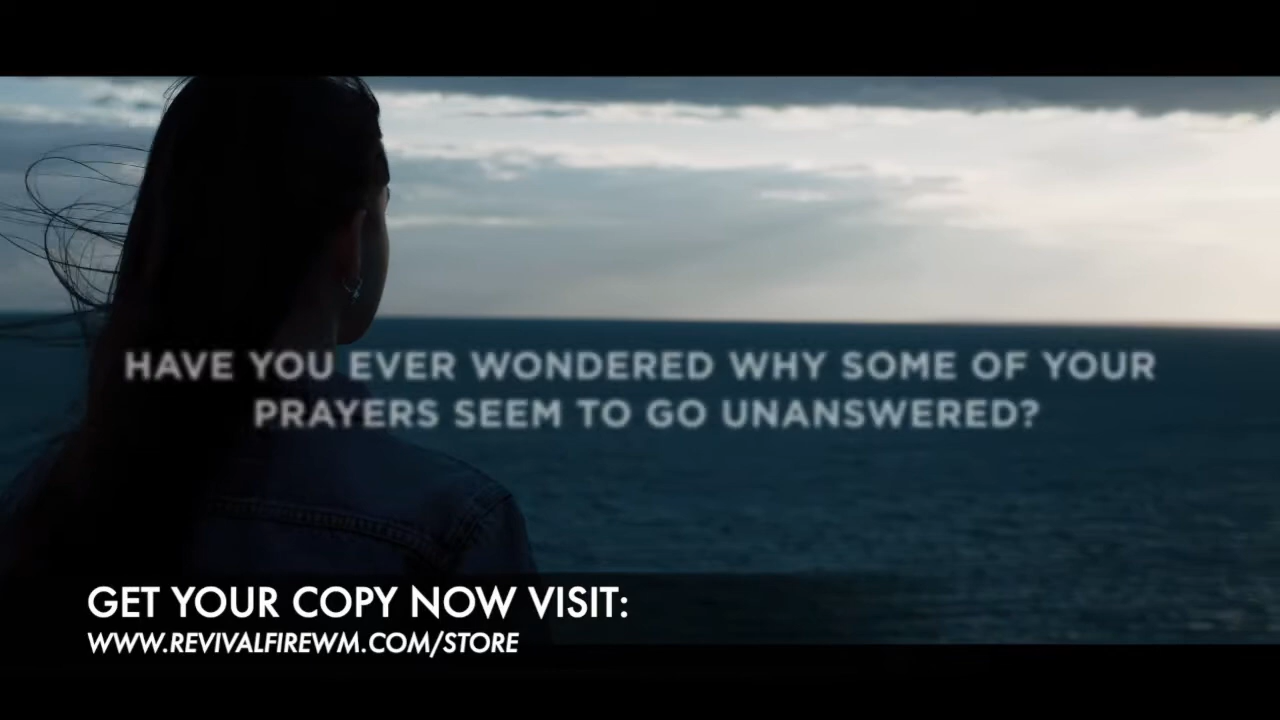 HAVE YOU EVER WONDERED WHY SOME OF YOUR
PRAYERS SEEM TO GO UNANSWERED?
GET YOUR COPY NOW VISIT:
WWW.REVIVALFIREWM.COM/STORE